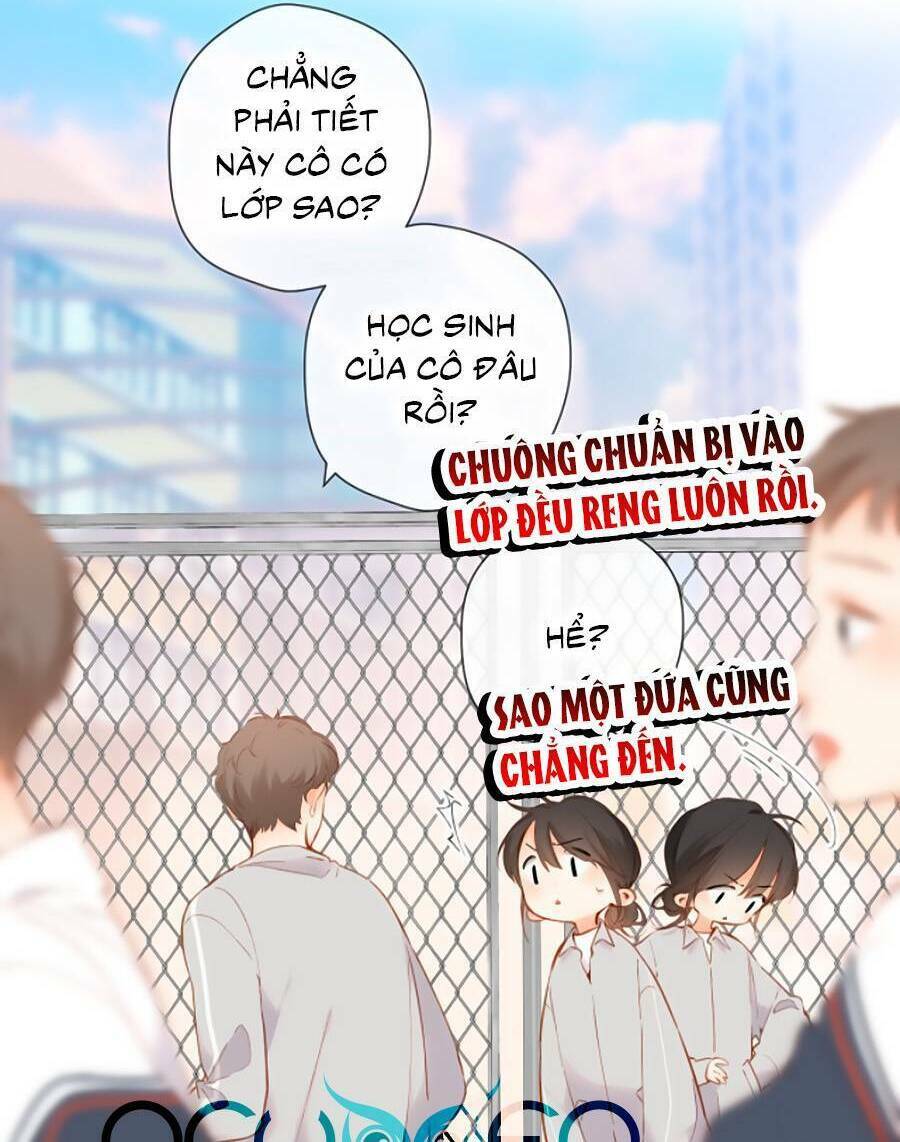 CHẲNG
PHẢI TIẾT
NÀY CÔ CÓ
LỚP SAO?
HỌC SINH
CỦA CÔ ĐÂU
RỒI?
CHUÔNG CHUẨN BỊ VÀO
LỚP ĐỀU RENG LUÔN RỒI.
HỂ?
SAO MỘT ĐỨA CŨNG
CHẲNG ĐẾN.